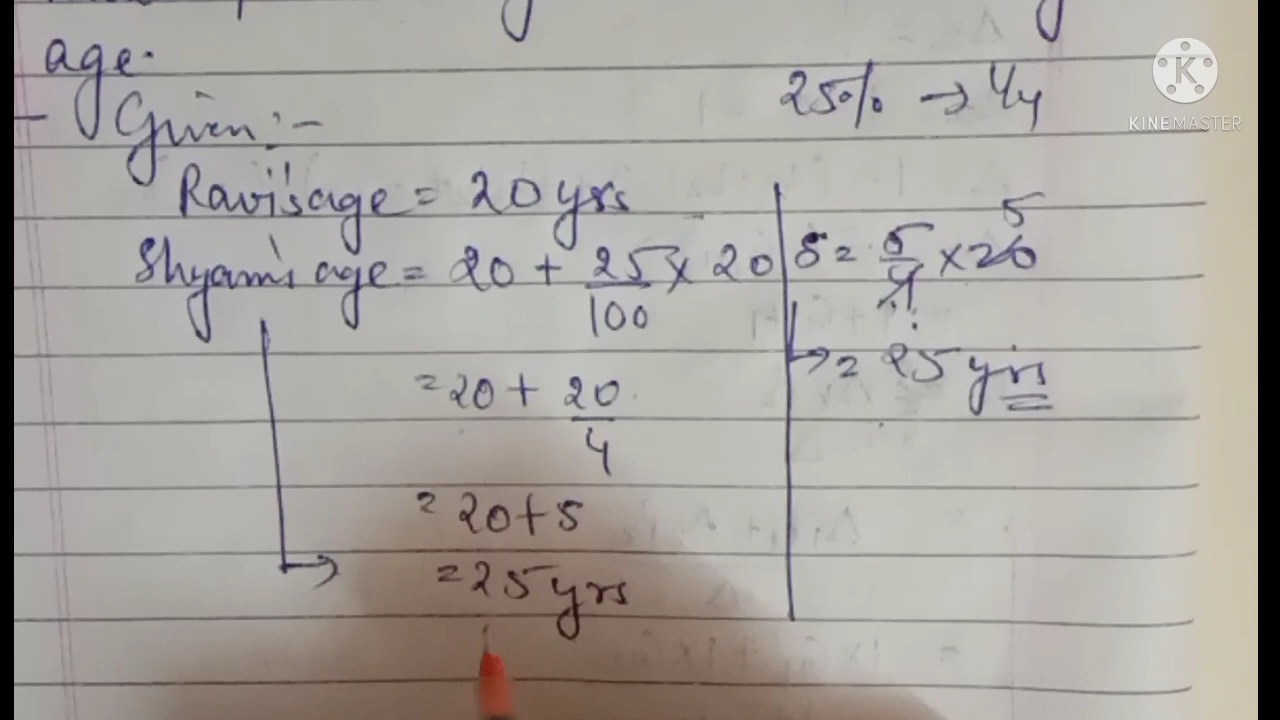 age.
25% → 1/4
KINEMASTER
- Given :-
Ravi's age = 20 yrs
Shyam's age = 20 + 25/100 × 20
= 20 + 20/4
= 20 + 5
= 25 yrs
S = 5/4 × 20 5
→ = 25 yrs